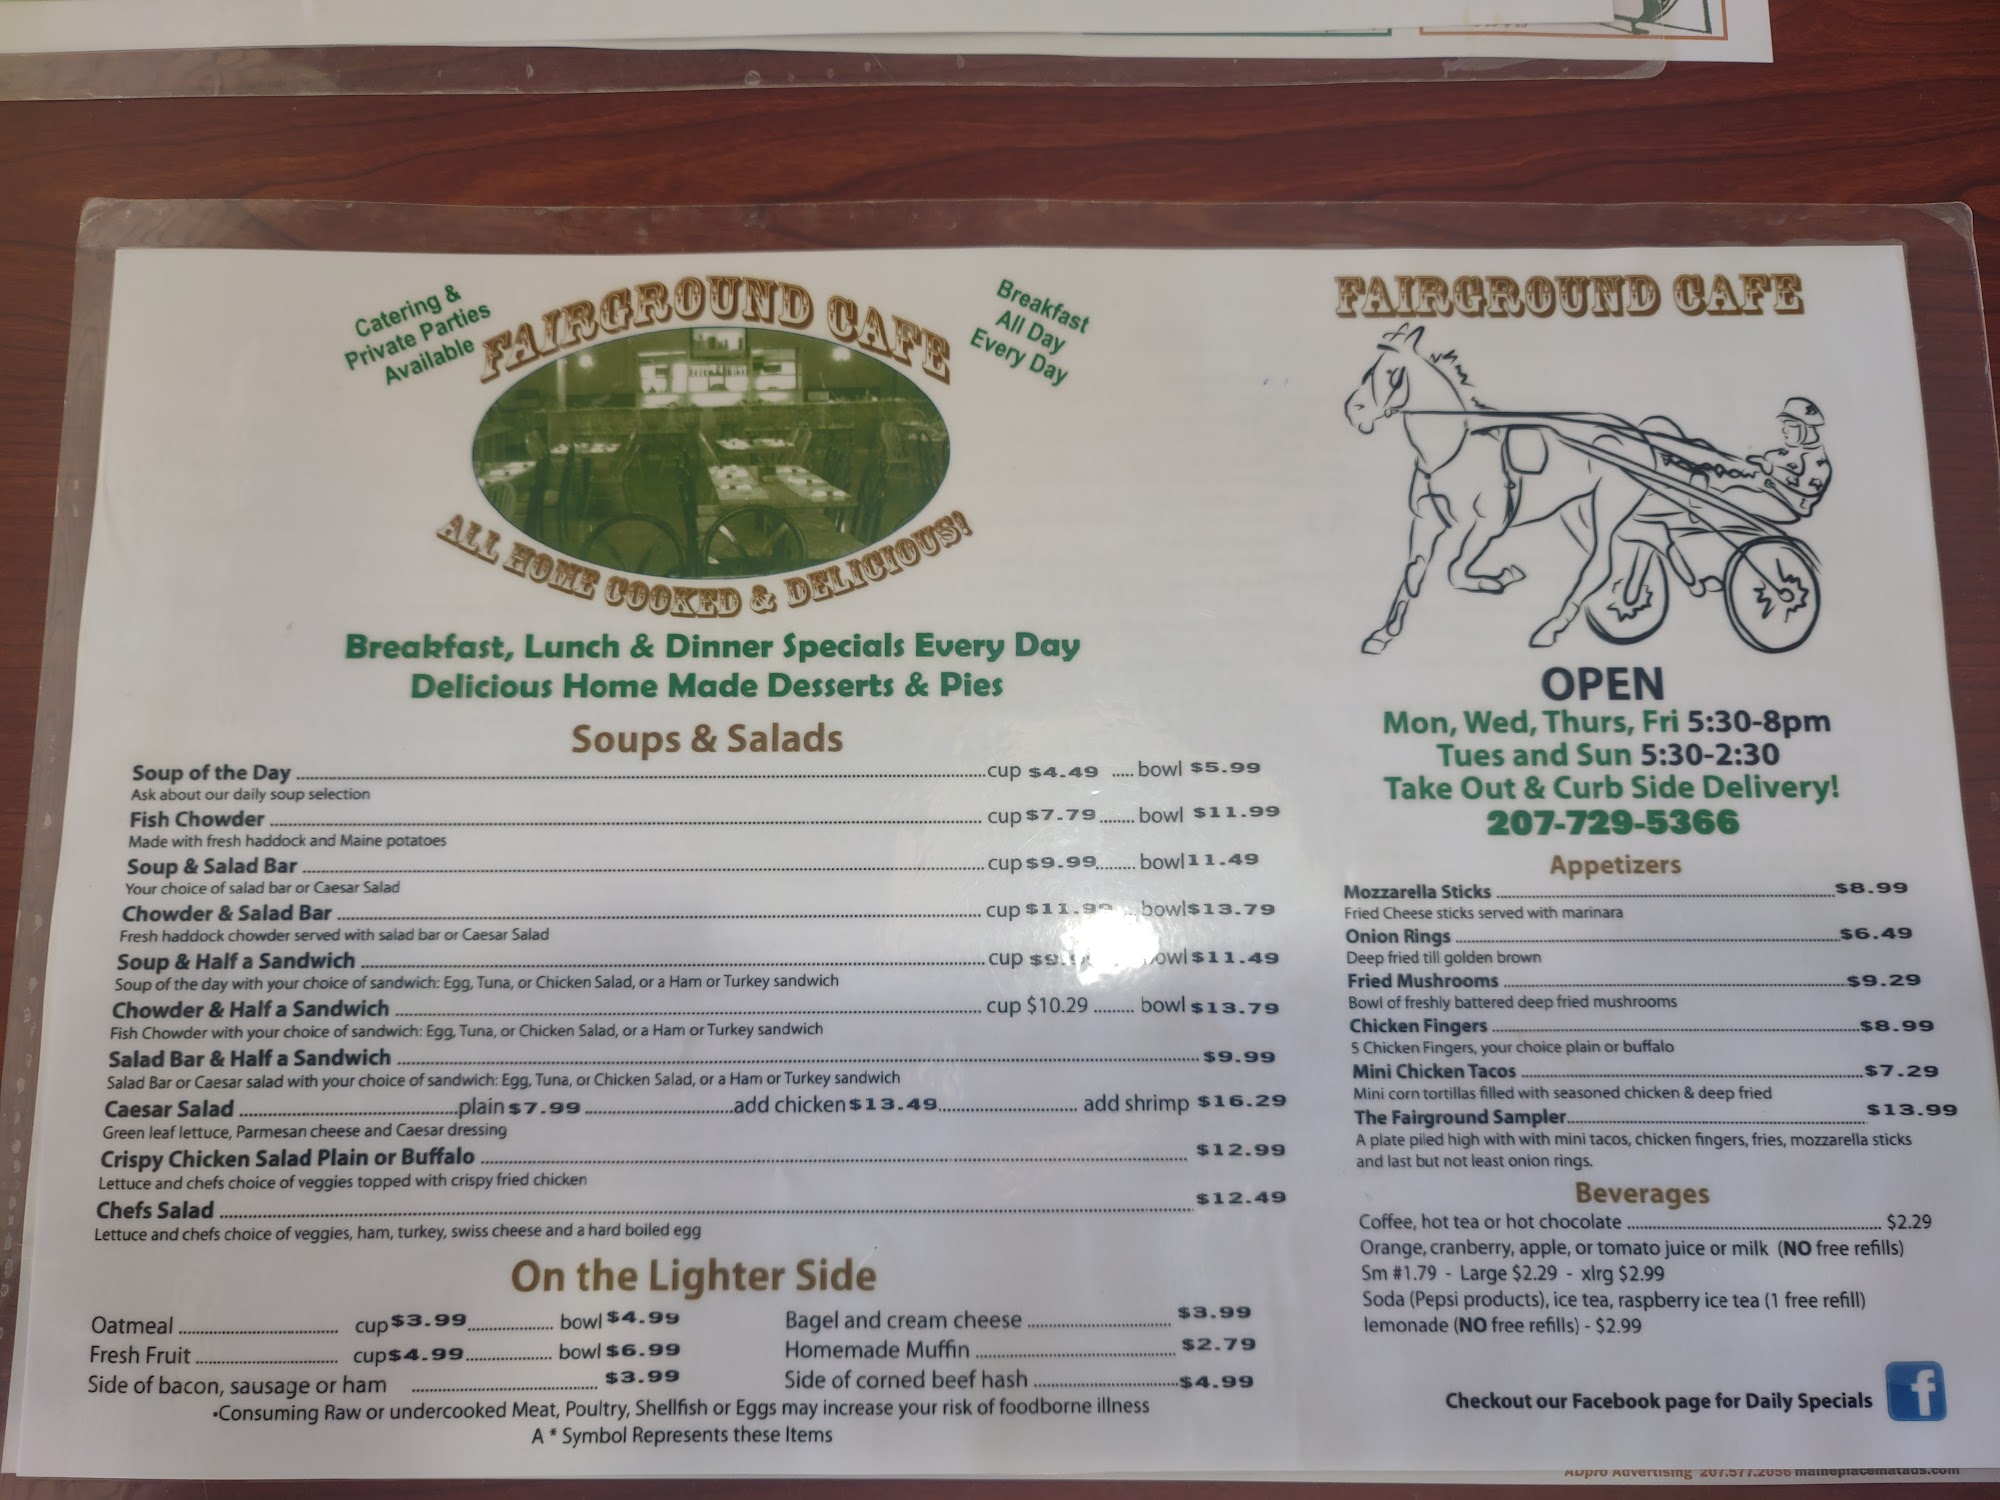 Catering &
Private Parties
Available
FAIRGROUND CAFE
Breakfast
All Day
Every Day
ALL HOME COOKED & DELICIOUS!
Breakfast, Lunch & Dinner Specials Every Day
Delicious Home Made Desserts & Pies
Soups & Salads
Soup of the Day ... cup $4.49 ..... bowl $5.99
Ask about our daily soup selection
Fish Chowder ... cup $7.79 ....... bowl $11.99
Made with fresh haddock and Maine potatoes
Soup & Salad Bar ... cup $9.99 ........ bowl 11.49
Your choice of salad bar or Caesar Salad
Chowder & Salad Bar ... cup ... bowl $13.79
Fresh haddock chowder served with salad bar or Caesar Salad
Soup & Half a Sandwich ... cup ... $11.49
Soup of the day with your choice of sandwich: Egg, Tuna, or Chicken Salad, or a Ham or Turkey sandwich
Chowder & Half a Sandwich ... cup $10.29 ......... bowl $13.79
Fish Chowder with your choice of sandwich: Egg, Tuna, or Chicken Salad, or a Ham or Turkey sandwich
Salad Bar & Half a Sandwich ... $9.99
Salad Bar or Caesar salad with your choice of sandwich: Egg, Tuna, or Chicken Salad, or a Ham or Turkey sandwich
Caesar Salad ... plain $7.99 ... add chicken $13.49 ... add shrimp $16.29
Green leaf lettuce, Parmesan cheese and Caesar dressing
Crispy Chicken Salad Plain or Buffalo ... $12.99
Lettuce and chefs choice of veggies topped with crispy fried chicken
Chefs Salad ... $12.49
Lettuce and chefs choice of veggies, ham, turkey, swiss cheese and a hard boiled egg
On the Lighter Side
Oatmeal ... cup $3.99 ... bowl $4.99
Fresh Fruit ... cup $4.99 ... bowl $6.99
Side of bacon, sausage or ham ... $3.99
Bagel and cream cheese ... $3.99
Homemade Muffin ... $2.79
Side of corned beef hash ... $4.99
•Consuming Raw or undercooked Meat, Poultry, Shellfish or Eggs may increase your risk of foodborne illness
A * Symbol Represents these Items
FAIRGROUND CAFE
OPEN
Mon, Wed, Thurs, Fri 5:30-8pm
Tues and Sun 5:30-2:30
Take Out & Curb Side Delivery!
207-729-5366
Appetizers
Mozzarella Sticks ... $8.99
Fried Cheese sticks served with marinara
Onion Rings ... $6.49
Deep fried till golden brown
Fried Mushrooms ... $9.29
Bowl of freshly battered deep fried mushrooms
Chicken Fingers ... $8.99
5 Chicken Fingers, your choice plain or buffalo
Mini Chicken Tacos ... $7.29
Mini corn tortillas filled with seasoned chicken & deep fried
The Fairground Sampler ... $13.99
A plate piled high with with mini tacos, chicken fingers, fries, mozzarella sticks
and last but not least onion rings.
Beverages
Coffee, hot tea or hot chocolate ... $2.29
Orange, cranberry, apple, or tomato juice or milk (NO free refills)
Sm #1.79 - Large $2.29 - xlrg $2.99
Soda (Pepsi products), ice tea, raspberry ice tea (1 free refill)
lemonade (NO free refills) - $2.99
Checkout our Facebook page for Daily Specials
f
ADpro Advertising 207.577.2056 maineplacematads.com